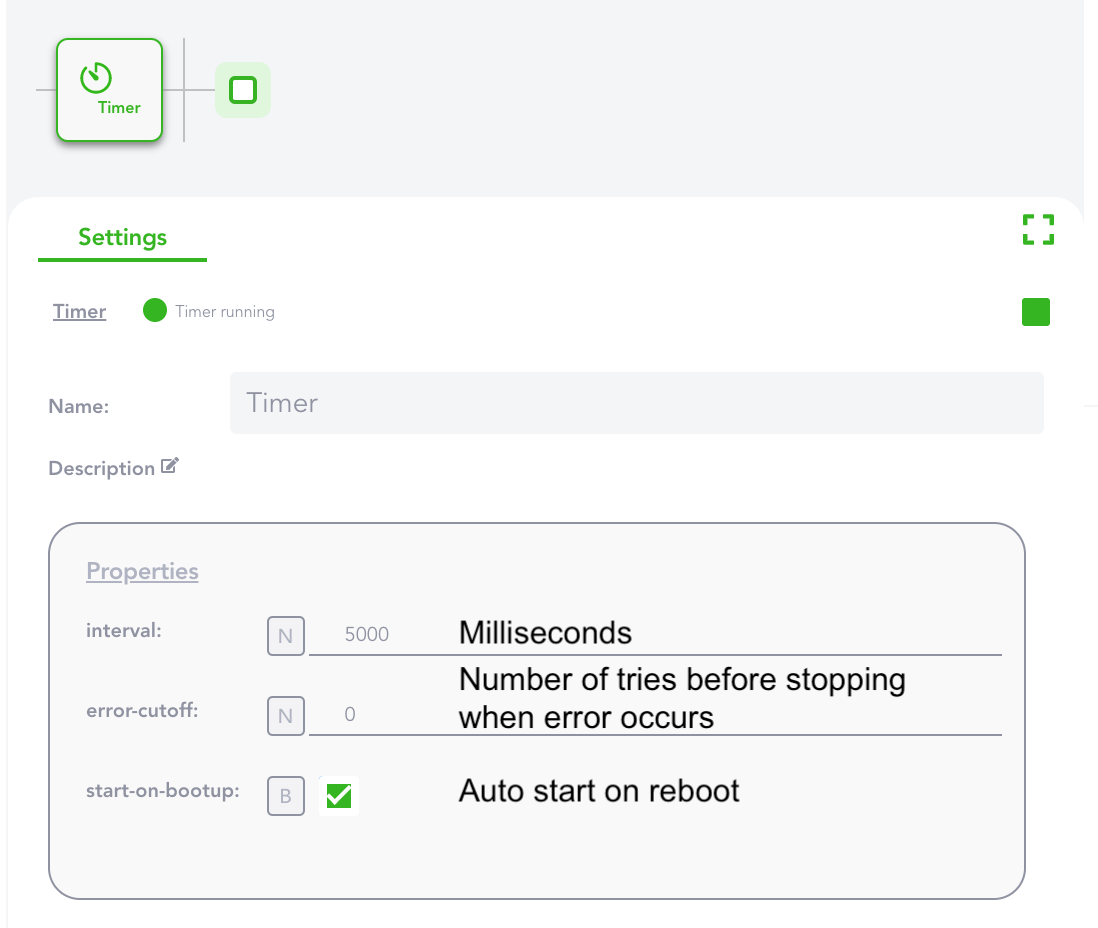 Timer
Settings
Timer
Timer running
Name:
Timer
Description
Properties
interval:
N
5000
Milliseconds
error-cutoff:
N
0
Number of tries before stopping
when error occurs
start-on-bootup:
B
Auto start on reboot